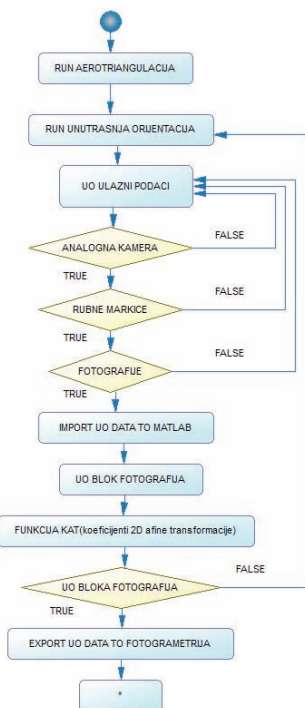 RUN AEROTRIANGULACIJA
RUN UNUTRASNJA ORIJENTACIJA
UO ULAZNI PODACI
ANALOGNA KAMERA
FALSE
TRUE
RUBNE MARKICE
FALSE
TRUE
FOTOGRAFIJE
FALSE
TRUE
IMPORT UO DATA TO MATLAB
UO BLOK FOTOGRAFIJA
FUNKCIJA KAT(koeficijenti 2D afine transformacije)
UO BLOKA FOTOGRAFIJA
FALSE
TRUE
EXPORT UO DATA TO FOTOGRAMETRIJA
*